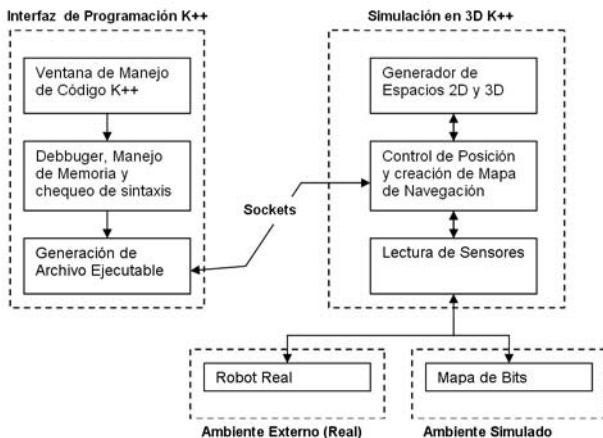 Interfaz de Programación K++
Ventana de Manejo
de Código K++
Debbuger, Manejo
de Memoria y
chequeo de sintaxis
Generación de
Archivo Ejecutable
Sockets
Simulación en 3D K++
Generador de
Espacios 2D y 3D
Control de Posición
y creación de Mapa
de Navegación
Lectura de Sensores
Robot Real
Ambiente Externo (Real)
Mapa de Bits
Ambiente Simulado